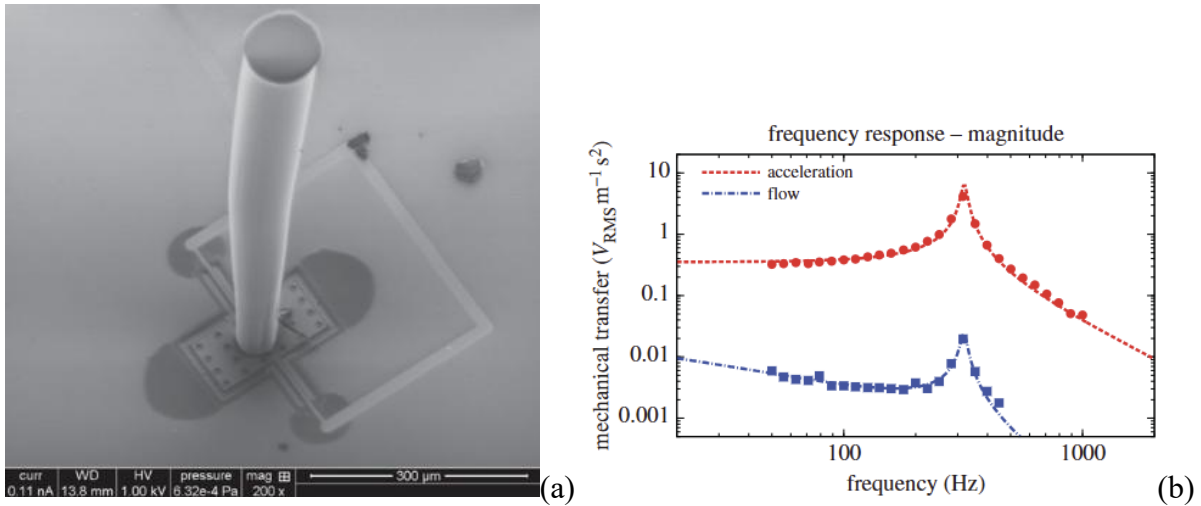 curr WD HV pressure mag ⊞ 300 µm
0.11 nA 13.8 mm 1.00 kV 6.32e-4 Pa 200 x
(a)
frequency response – magnitude
mechanical transfer (V_RMS m⁻¹ s²)
10
1
0.1
0.01
0.001
acceleration
flow
100 1000
frequency (Hz)
(b)